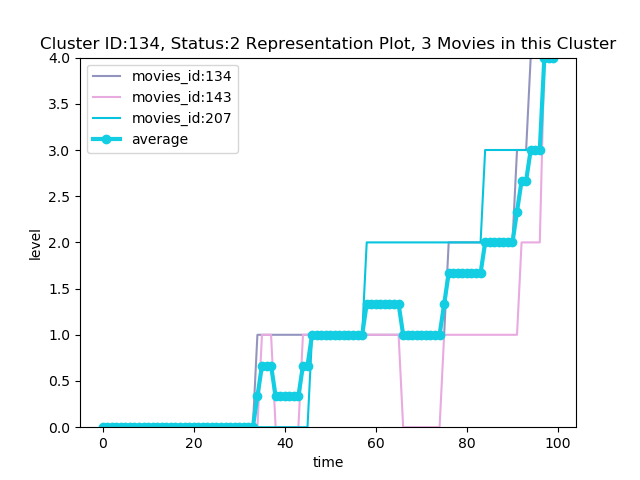 Cluster ID:134, Status:2 Representation Plot, 3 Movies in this Cluster
movies_id:134
movies_id:143
movies_id:207
average
4.0
3.5
3.0
2.5
2.0
1.5
1.0
0.5
0.0
level
0 20 40 60 80 100
time